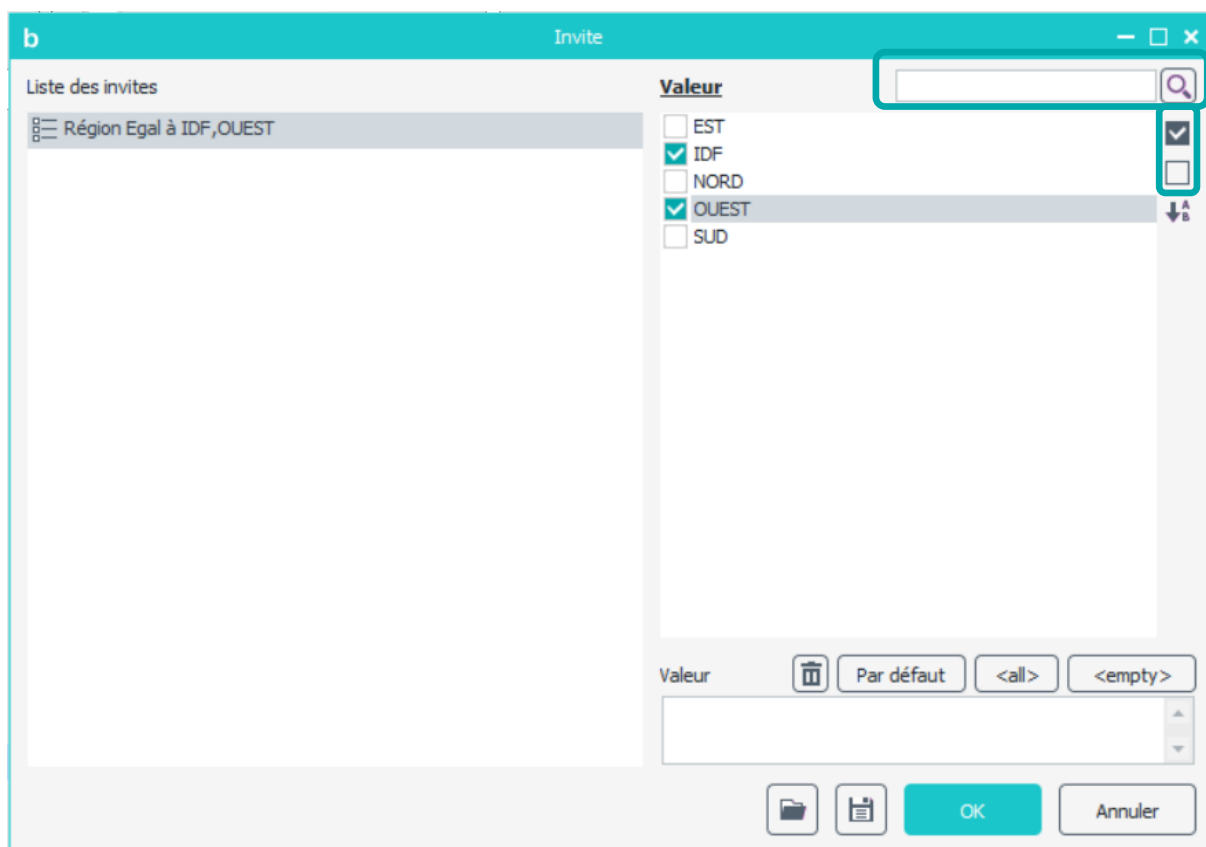 b Invite
Liste des invites
Région Egal à IDF,OUEST
Valeur
EST
IDF
NORD
OUEST
SUD
A
B
Valeur Par défaut <all> <empty>
OK Annuler